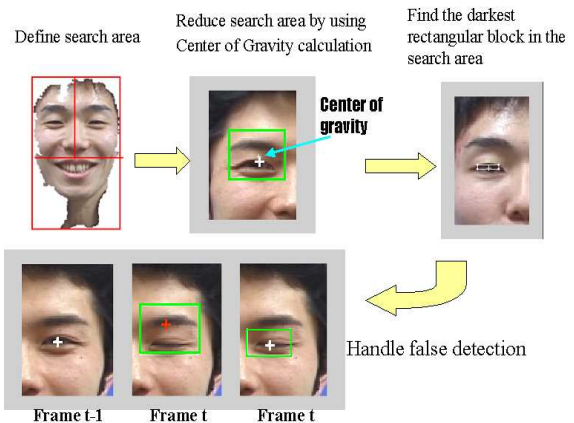 Define search area
Reduce search area by using
Center of Gravity calculation
Find the darkest
rectangular block in the
search area
Center of
gravity
Handle false detection
Frame t-1
Frame t
Frame t